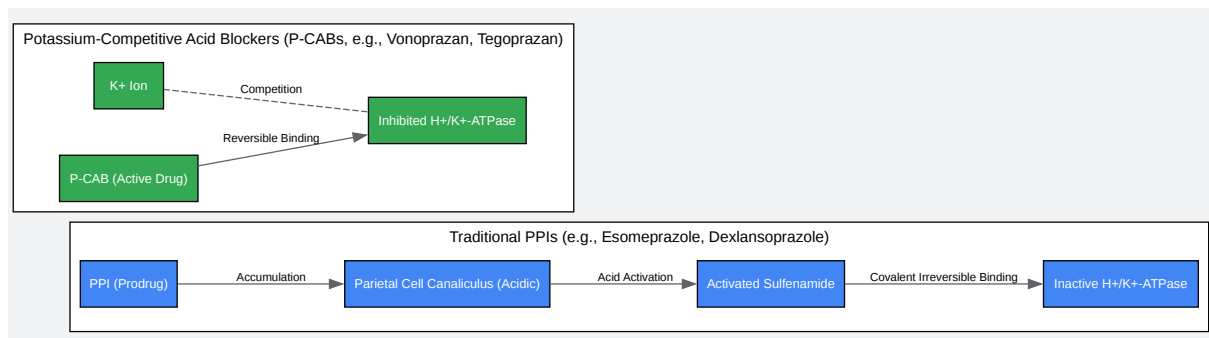 Potassium-Competitive Acid Blockers (P-CABs, e.g., Vonoprazan, Tegoprazan)
K+ Ion
Competition
Inhibited H+/K+-ATPase
Reversible Binding
P-CAB (Active Drug)
Traditional PPIs (e.g., Esomeprazole, Dexlansoprazole)
PPI (Prodrug)
Accumulation
Parietal Cell Canaliculus (Acidic)
Acid Activation
Activated Sulfenamide
Covalent Irreversible Binding
Inactive H+/K+-ATPase